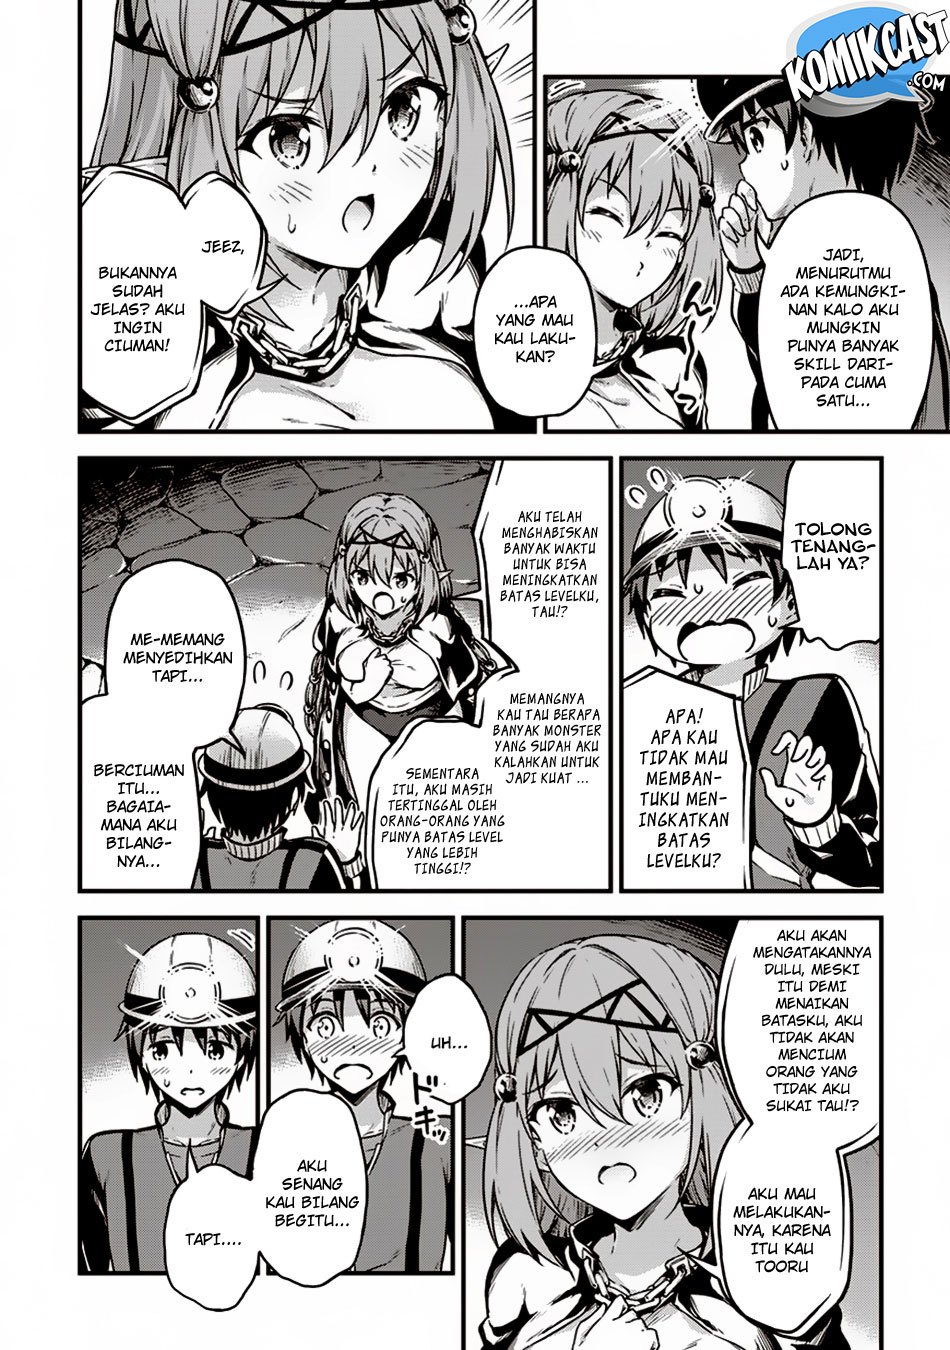 KOMIKCAST
.COM
JADI,
MENURUTMU
ADA KEMUNGKI-
NAN KALO AKU
MUNGKIN
PUNYA BANYAK
SKILL DARI-
PADA CUMA
SATU...
...APA
YANG MAU
KAU LAKU-
KAN?
JEEZ,
BUKANNYA
SUDAH
JELAS? AKU
INGIN
CIUMAN!
TOLONG
TENANG-
LAH YA?
APA!
APA KAU
TIDAK MAU
MEMBAN-
TUKU MEN-
INGKATKAN
BATAS
LEVELKU?
AKU TELAH
MENGHABISKAN
BANYAK WAKTU
UNTUK BISA
MENINGKATKAN
BATAS LEVELKU,
TAU!?
MEMANGNYA
KAU TAU BERAPA
BANYAK MONSTER
YANG SUDAH AKU
KALAHKAN UNTUK
JADI KUAT ...
SEMENTARA
ITU, AKU MASIH
TERTINGGAL OLEH
ORANG-ORANG YANG
PUNYA BATAS LEVEL
YANG LEBIH
TINGGI!?
ME-MEMANG
MENYEDIHKAN
TAPI...
BERCIUMAN
ITU...
BAGAIA-
MANA AKU
BILANG-
NYA...
AKU AKAN
MENGATAKANNYA
DULU, MESKI
ITU DEMI
MENAIKAN
BATASKU, AKU
TIDAK AKAN
MENCIUM
ORANG YANG
TIDAK AKU
SUKAI TAU!?
AKU MAU
MELAKUKAN-
NYA, KARENA
ITU KAU
TOORU
UH...
ドキッ
AKU
SENANG
KAU BILANG
BEGITU...
TAPI....